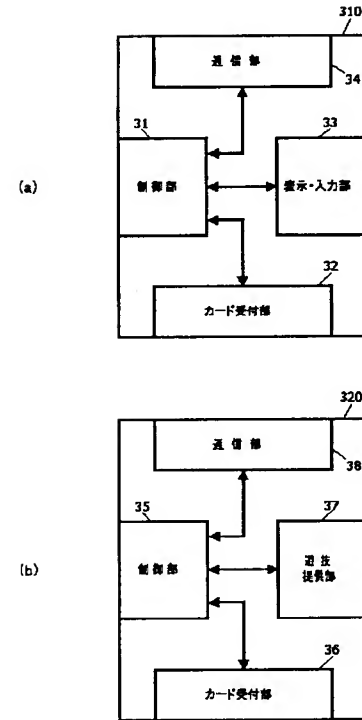 310
通信部
34
31
33
(a)
制御部
表示・入力部
32
カード受付部
320
通信部
38
35
37
(b)
制御部
遊技
提供部
36
カード受付部